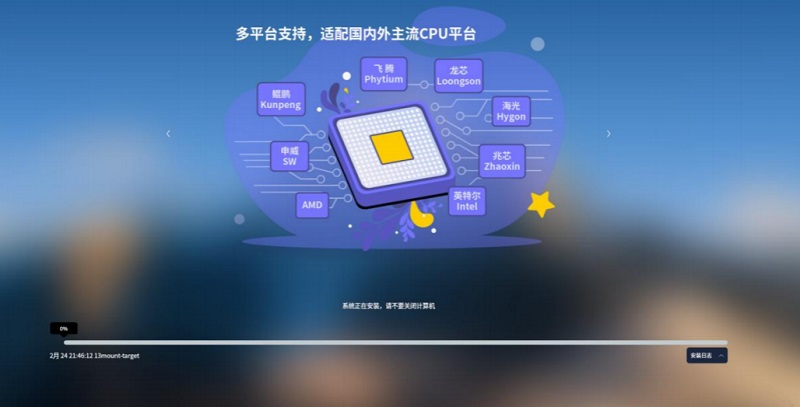 多平台支持，适配国内外主流CPU平台
飞腾
Phytium
龙芯
Loongson
鲲鹏
Kunpeng
海光
Hygon
申威
SW
兆芯
Zhaoxin
AMD
英特尔
Intel
系统正在安装，请不要关闭计算机
0%
2月 24 21:46:12 13mount-target
安装日志